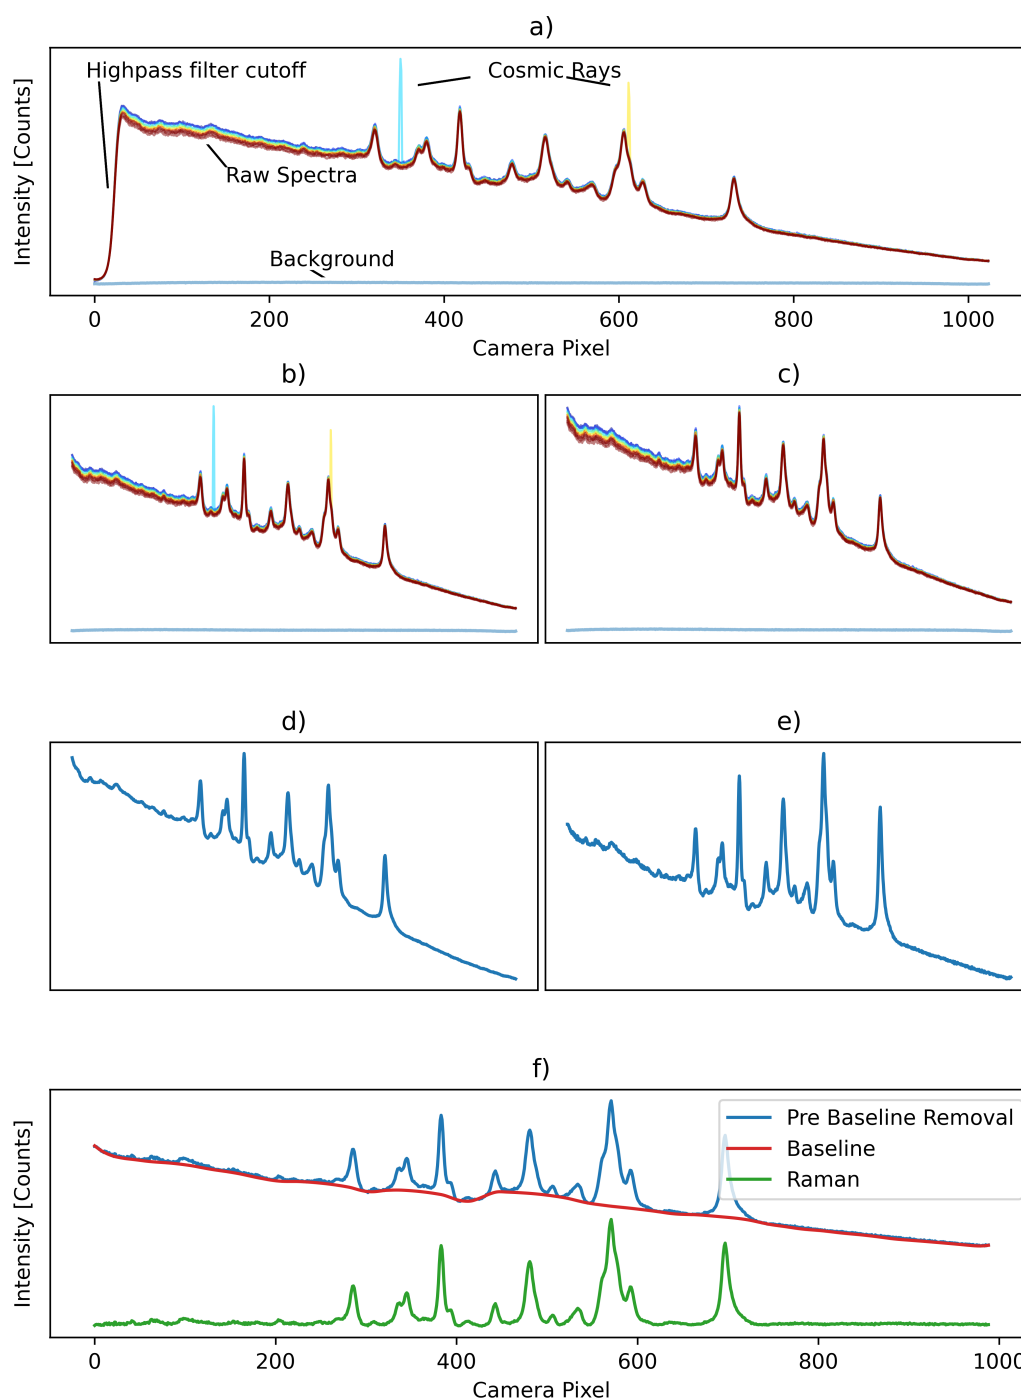 a)
Highpass filter cutoff
Cosmic Rays
Raw Spectra
Background
Intensity [Counts]
0 200 400 600 800 1000
Camera Pixel
b) c)
d) e)
f)
Pre Baseline Removal
Baseline
Raman
Intensity [Counts]
0 200 400 600 800 1000
Camera Pixel